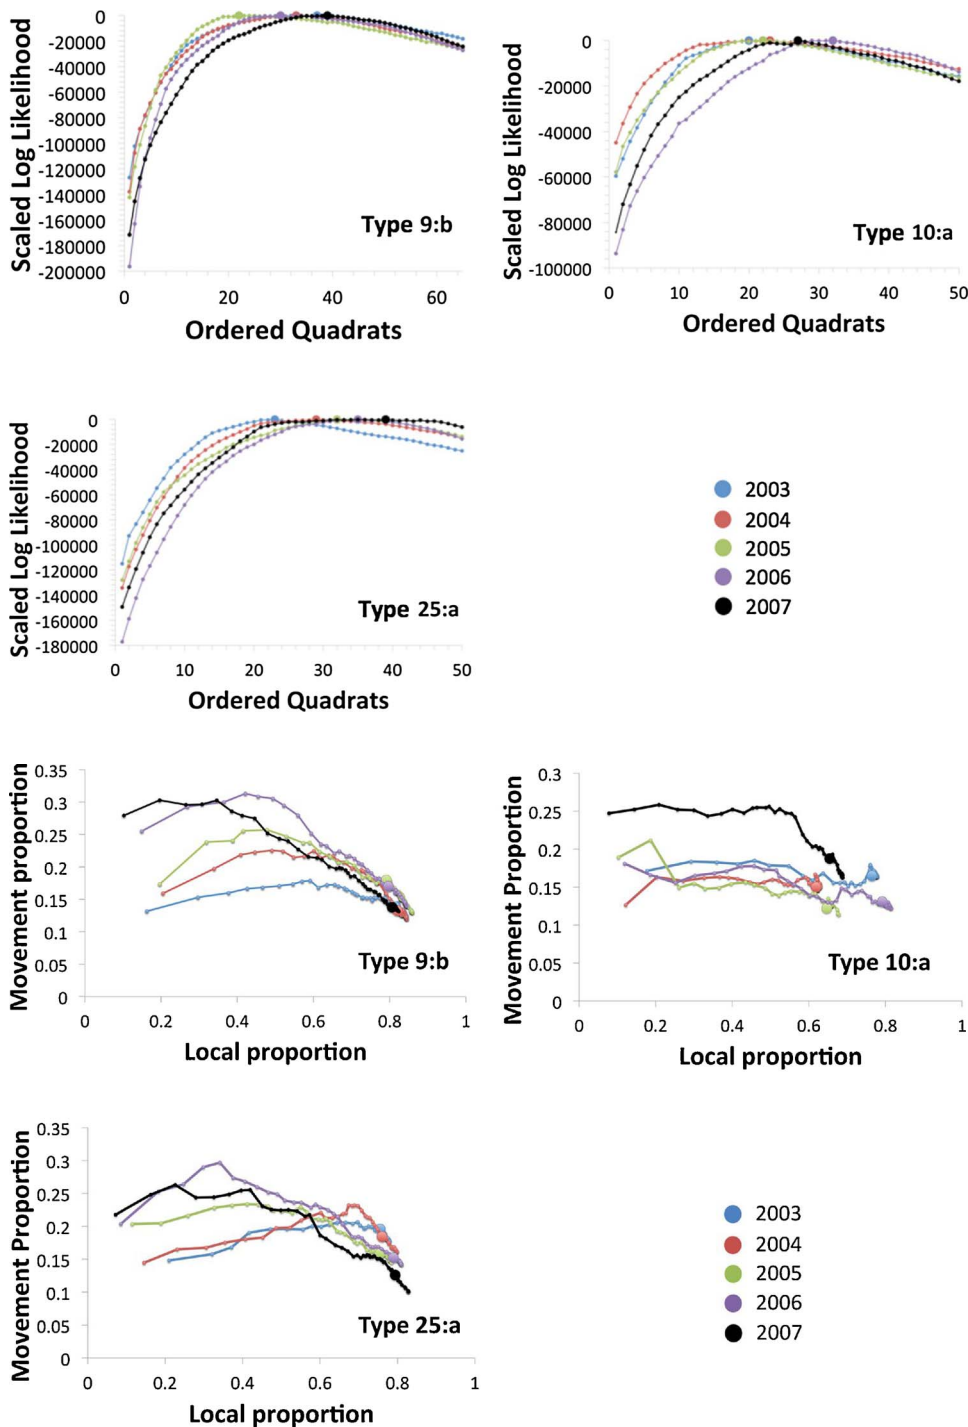 Scaled Log Likelihood
0
-20000
-40000
-60000
-80000
-100000
-120000
-140000
-160000
-180000
-200000
0 20 40 60
Ordered Quadrats
Type 9:b
Scaled Log Likelihood
0
-20000
-40000
-60000
-80000
-100000
0 10 20 30 40 50
Ordered Quadrats
Type 10:a
Scaled Log Likelihood
0
-20000
-40000
-60000
-80000
-100000
-120000
-140000
-160000
-180000
0 10 20 30 40 50
Ordered Quadrats
Type 25:a
2003
2004
2005
2006
2007
Movement proportion
0.35
0.3
0.25
0.2
0.15
0.1
0.05
0
0 0.2 0.4 0.6 0.8 1
Local proportion
Type 9:b
Movement Proportion
0.3
0.25
0.2
0.15
0.1
0.05
0
0 0.2 0.4 0.6 0.8 1
Local proportion
Type 10:a
Movement Proportion
0.35
0.3
0.25
0.2
0.15
0.1
0.05
0
0 0.2 0.4 0.6 0.8 1
Local proportion
Type 25:a
2003
2004
2005
2006
2007